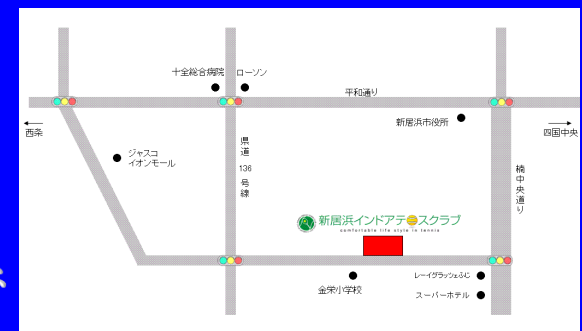 十全総合病院 ローソン
平和通り
新居浜市役所
西条
四国中央
ジャスコ
イオンモール
県道136号線
楠中央通り
新居浜インドアテニスクラブ
comfortable life style in tennis
金栄小学校
レーイグラッツェふじ
スーパーホテル